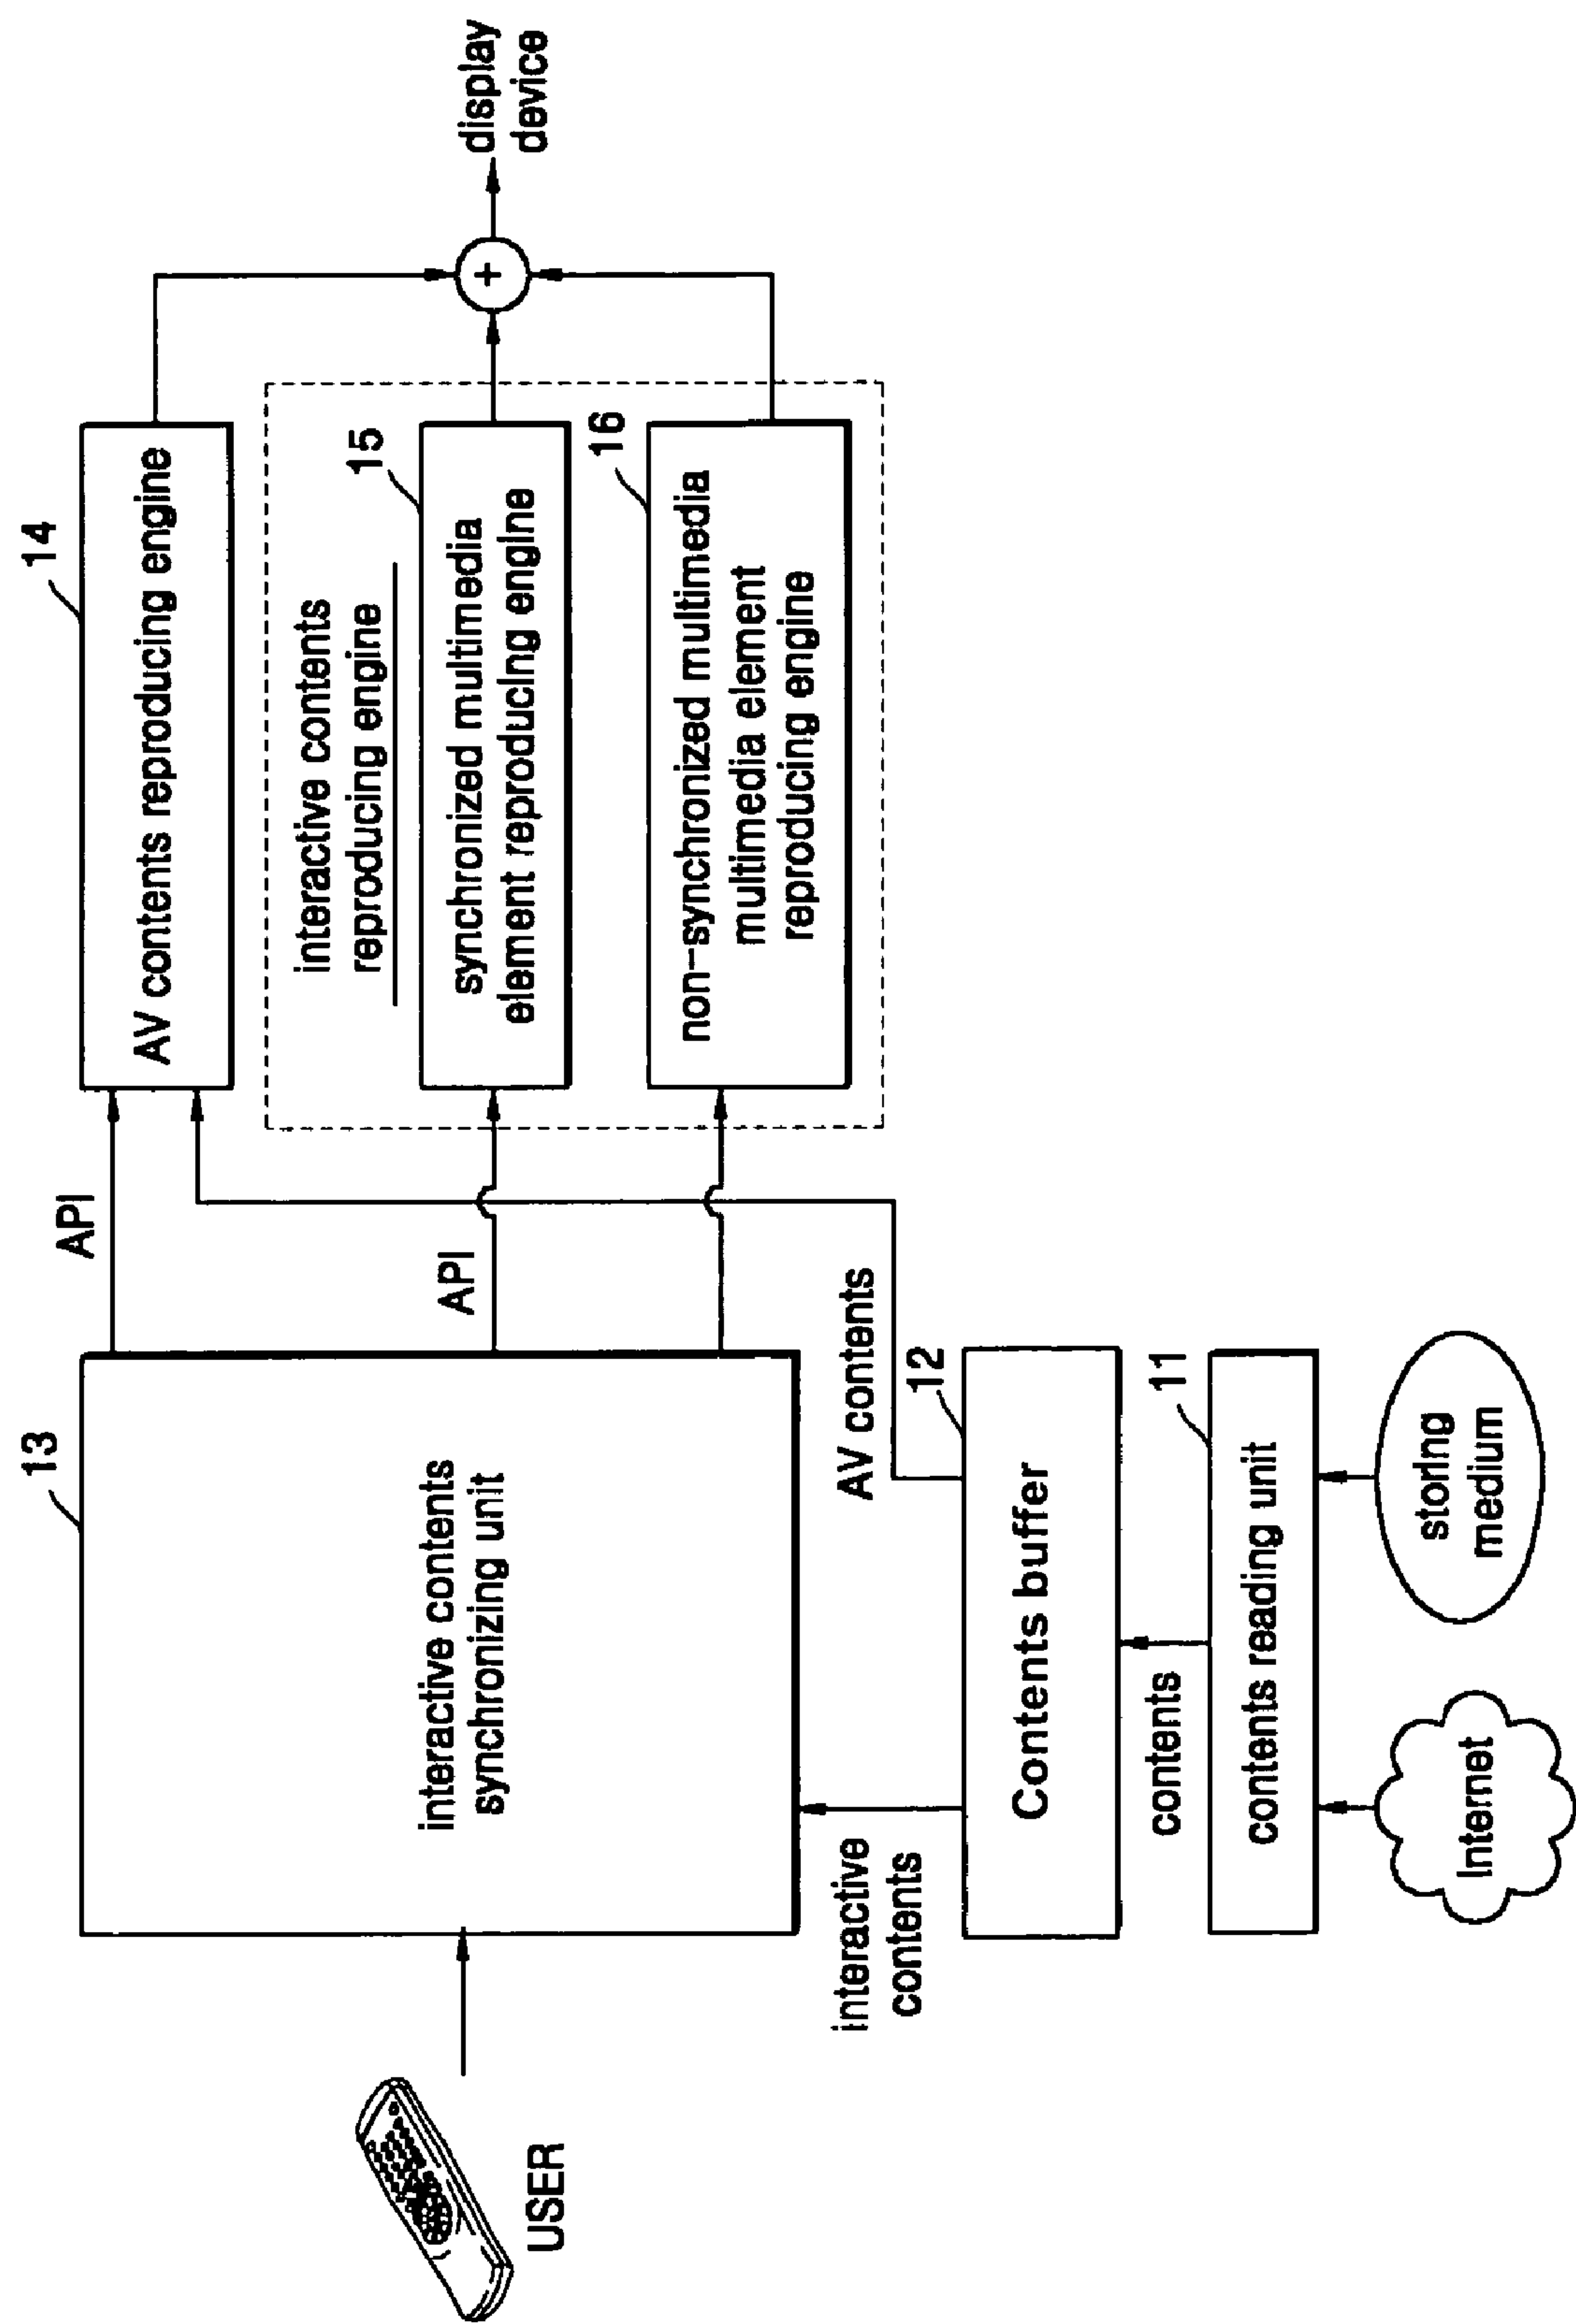 14
AV contents reproducing engine
API
interactive contents
reproducing engine
15
synchronized multimedia
element reproducing engine
API
16
non-synchronized multimedia
multimedia element
reproducing engine
+
display
device
13
interactive contents
synchronizing unit
USER
interactive
contents
AV contents
12
Contents buffer
contents
11
contents reading unit
Internet
storing
medium